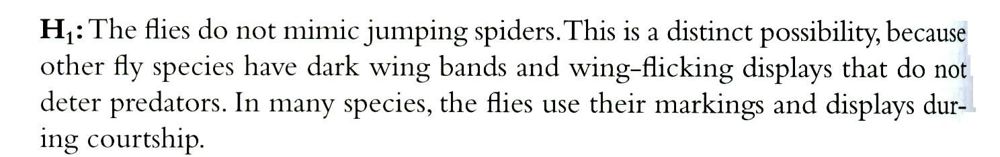 H₁: The flies do not mimic jumping spiders. This is a distinct possibility, because
other fly species have dark wing bands and wing-flicking displays that do not
deter predators. In many species, the flies use their markings and displays dur-
ing courtship.